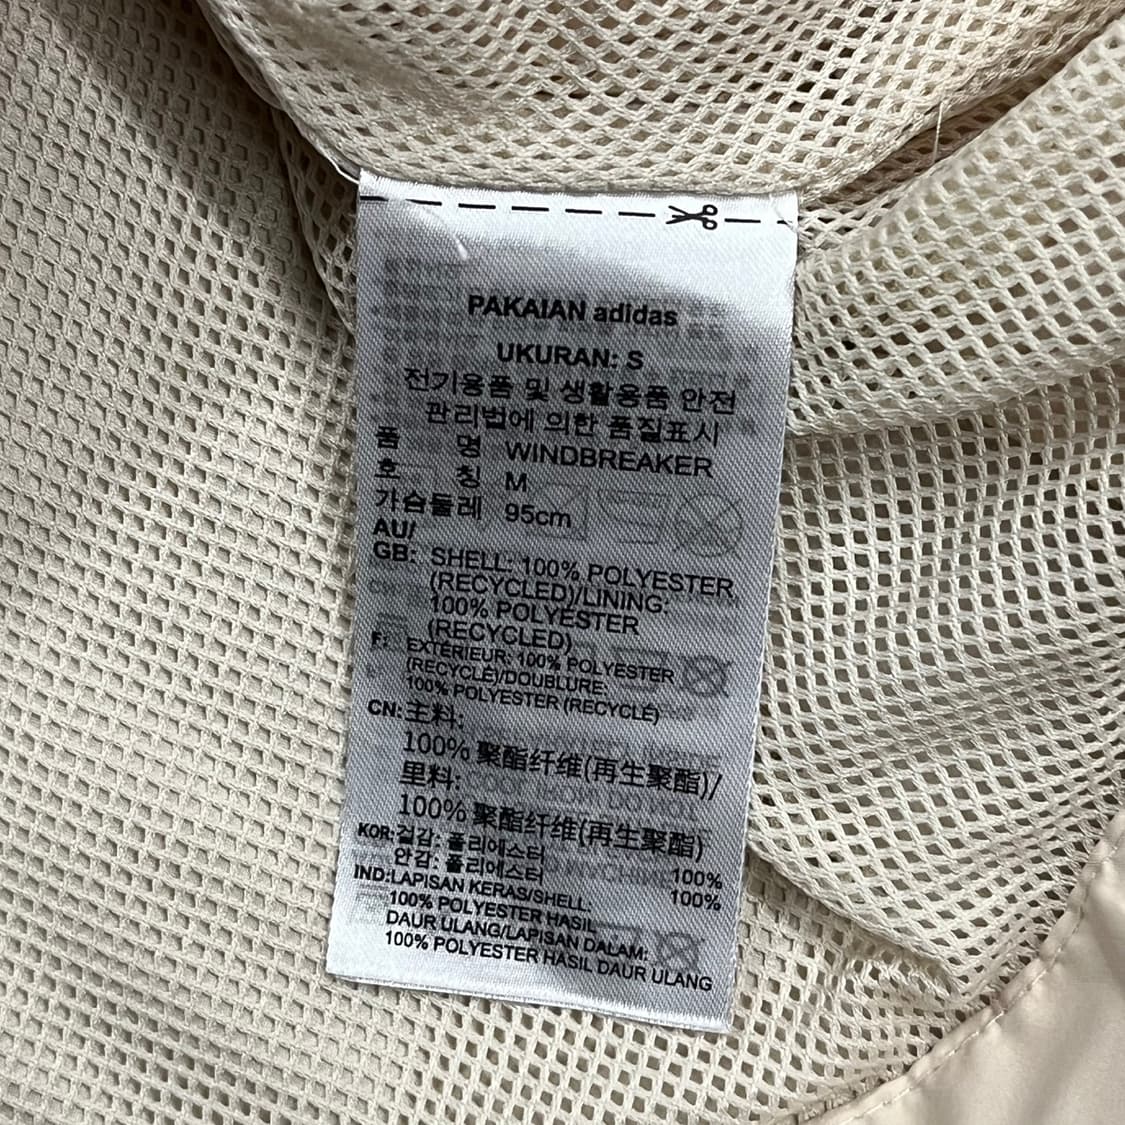 PAKAIAN adidas
UKURAN: S
전기용품 및 생활용품 안전
관리법에 의한 품질표시
품 명 WINDBREAKER
호 칭 M
가슴둘레 95cm
AU/
GB: SHELL: 100% POLYESTER
(RECYCLED)/LINING:
100% POLYESTER
(RECYCLED)
F: EXTÉRIEUR: 100% POLYESTER
(RECYCLÉ)/DOUBLURE:
100% POLYESTER (RECYCLÉ)
CN:主料:
100% 聚酯纤维(再生聚酯)/
里料:
100% 聚酯纤维(再生聚酯)
KOR:겉감: 폴리에스터 100%
안감: 폴리에스터 100%
IND:LAPISAN KERAS/SHELL:
100% POLYESTER HASIL
DAUR ULANG/LAPISAN DALAM:
100% POLYESTER HASIL DAUR ULANG